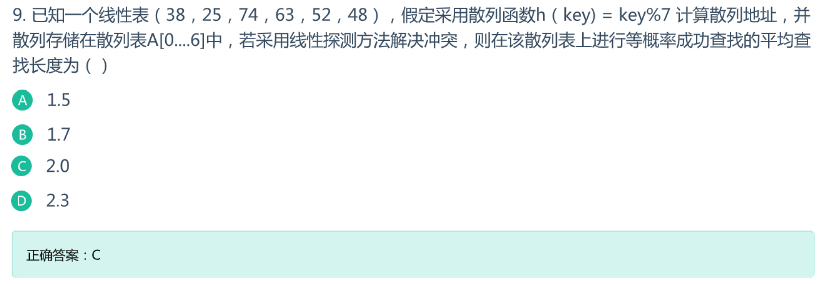 9. 已知一个线性表（38，25，74，63，52，48），假定采用散列函数h（key) = key%7 计算散列地址，并
散列存储在散列表A[0....6]中，若采用线性探测方法解决冲突，则在该散列表上进行等概率成功查找的平均查
找长度为（ ）
A 1.5
B 1.7
C 2.0
D 2.3
正确答案：C